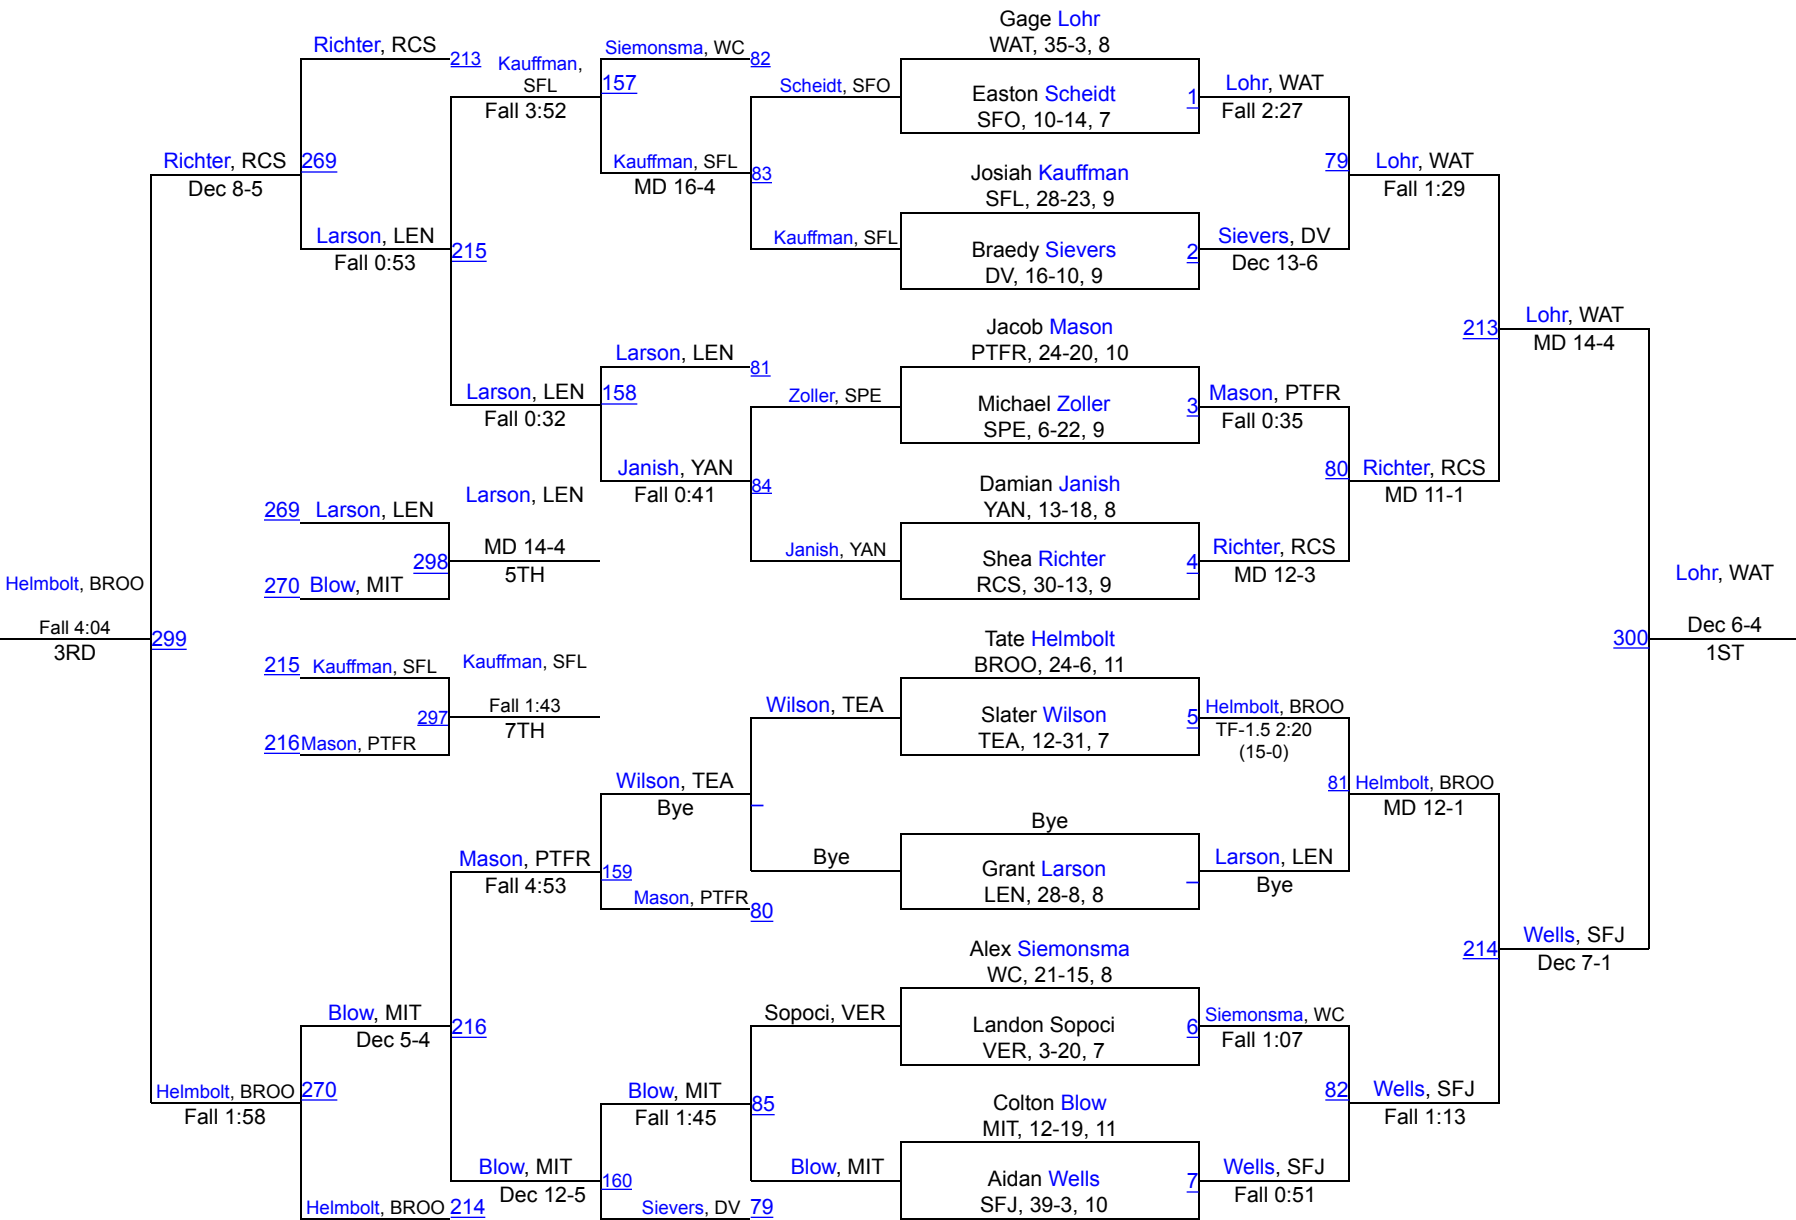 Gage Lohr
WAT, 35-3, 8
Richter, RCS
213
Kauffman,
SFL
Fall 3:52
Siemonsma, WC
82
157
Scheidt, SFO
Easton Scheidt
SFO, 10-14, 7
1
Lohr, WAT
Fall 2:27
Richter, RCS
Dec 8-5
269
Kauffman, SFL
MD 16-4
83
Josiah Kauffman
SFL, 28-23, 9
79
Lohr, WAT
Fall 1:29
Larson, LEN
Fall 0:53
215
Kauffman, SFL
Braedy Sievers
DV, 16-10, 9
2
Sievers, DV
Dec 13-6
Jacob Mason
PTFR, 24-20, 10
213
Lohr, WAT
MD 14-4
Larson, LEN
81
Larson, LEN
Fall 0:32
158
Zoller, SPE
Michael Zoller
SPE, 6-22, 9
3
Mason, PTFR
Fall 0:35
Janish, YAN
Fall 0:41
84
Damian Janish
YAN, 13-18, 8
80
Richter, RCS
MD 11-1
269
Larson, LEN
Larson, LEN
298
MD 14-4
5TH
270
Blow, MIT
Janish, YAN
Shea Richter
RCS, 30-13, 9
4
Richter, RCS
MD 12-3
Helmbolt, BROO
Fall 4:04
3RD
299
Lohr, WAT
300
Dec 6-4
1ST
Tate Helmbolt
BROO, 24-6, 11
215
Kauffman, SFL
Kauffman, SFL
297
Fall 1:43
7TH
216
Mason, PTFR
Wilson, TEA
Slater Wilson
TEA, 12-31, 7
5
Helmbolt, BROO
TF-1.5 2:20
(15-0)
Wilson, TEA
Bye
_
Bye
81
Helmbolt, BROO
MD 12-1
Mason, PTFR
Fall 4:53
159
Mason, PTFR
80
Bye
Grant Larson
LEN, 28-8, 8
_
Larson, LEN
Bye
Alex Siemonsma
WC, 21-15, 8
214
Wells, SFJ
Dec 7-1
Blow, MIT
Dec 5-4
216
Sopoci, VER
Landon Sopoci
VER, 3-20, 7
6
Siemonsma, WC
Fall 1:07
Helmbolt, BROO
Fall 1:58
270
Blow, MIT
Fall 1:45
85
Colton Blow
MIT, 12-19, 11
82
Wells, SFJ
Fall 1:13
Blow, MIT
Dec 12-5
160
Blow, MIT
Aidan Wells
SFJ, 39-3, 10
7
Wells, SFJ
Fall 0:51
Helmbolt, BROO
214
Sievers, DV
79